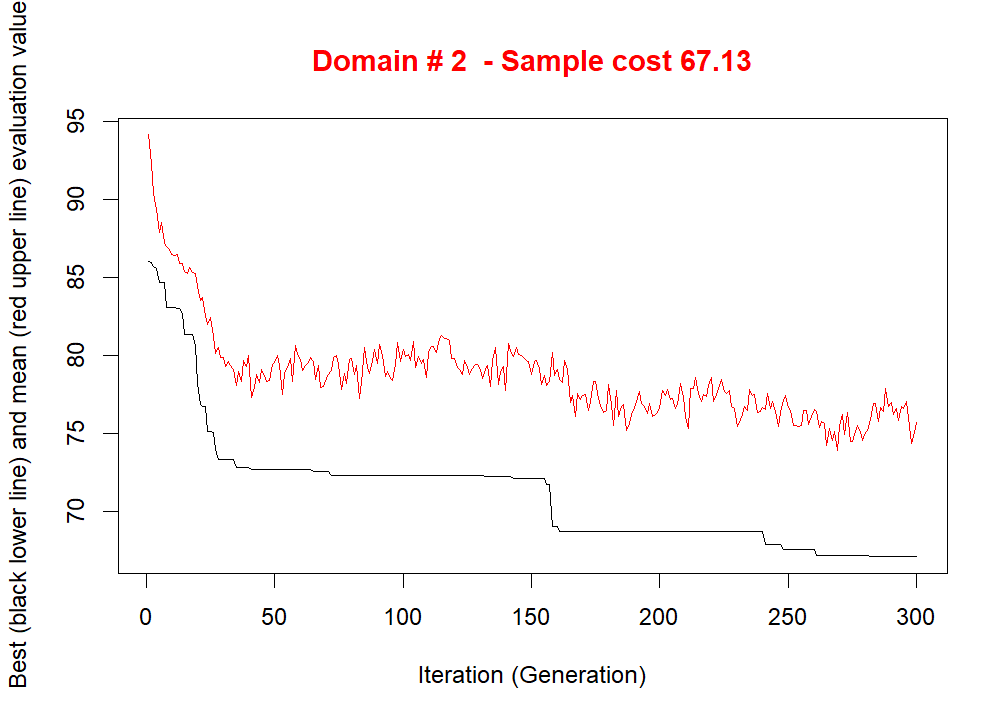 Domain # 2  - Sample cost 67.13
Best (black lower line) and mean (red upper line) evaluation value
95
90
85
80
75
70
0 50 100 150 200 250 300
Iteration (Generation)